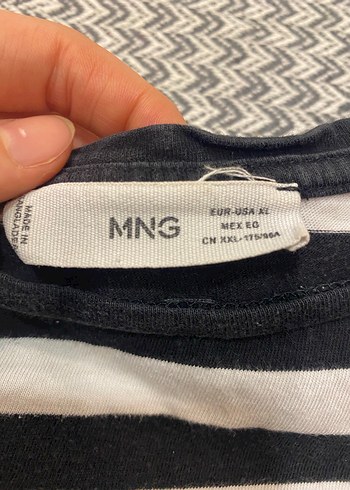 MNG
EUR-USA XL
MEX EG
CN XXL-175/96A
MADE IN
BANGLADESH